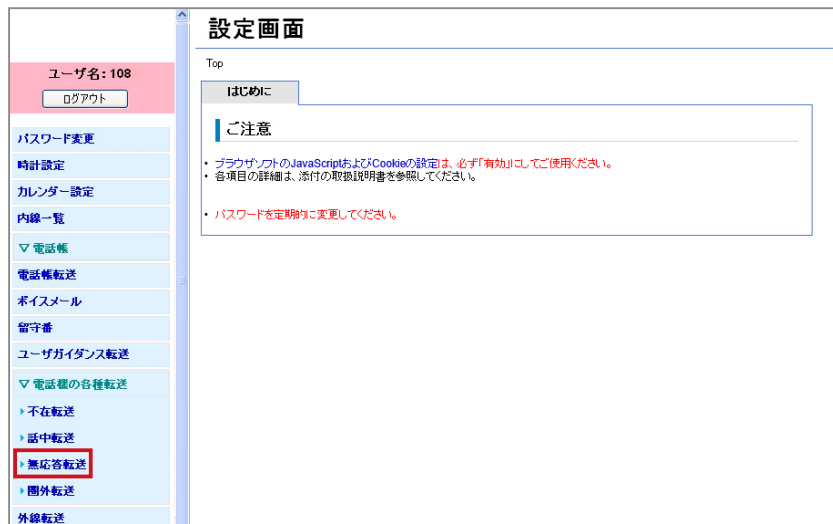 設定画面
ユーザ名:108
ログアウト
パスワード変更
時計設定
カレンダー設定
内線一覧
▽電話帳
電話帳転送
ボイスメール
留守番
ユーザガイダンス転送
▽電話機の各種転送
不在転送
話中転送
無応答転送
圏外転送
外線転送
Top
はじめに
ご注意
・ ブラウザソフトのJavaScriptおよびCookieの設定は、必ず「有効」にしてご使用ください。
・ 各項目の詳細は、添付の取扱説明書を参照してください。
・ パスワードを定期的に変更してください。